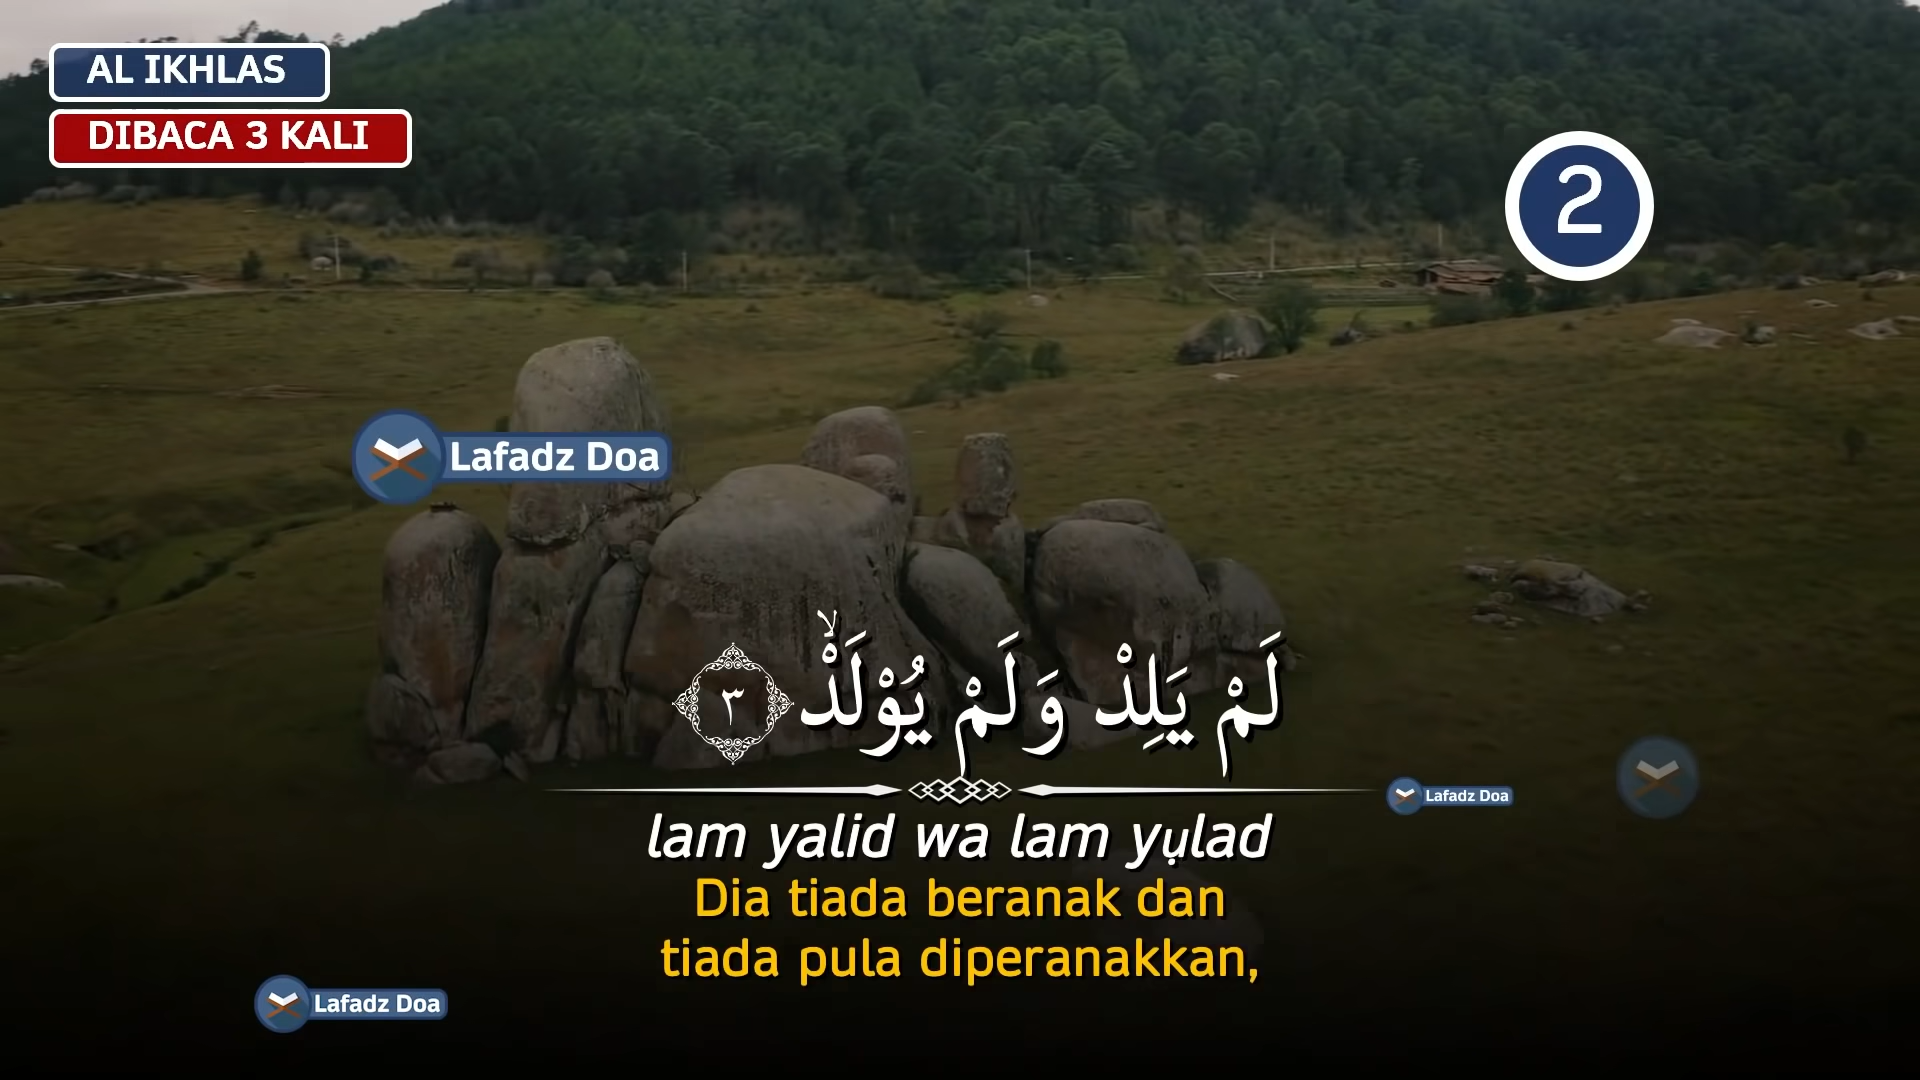 AL IKHLAS
DIBACA 3 KALI
2
Lafadz Doa
لَمْ يَلِدْ وَلَمْ يُوْلَدْۙ ٣
Lafadz Doa
lam yalid wa lam yụlad
Dia tiada beranak dan
tiada pula diperanakkan,
Lafadz Doa